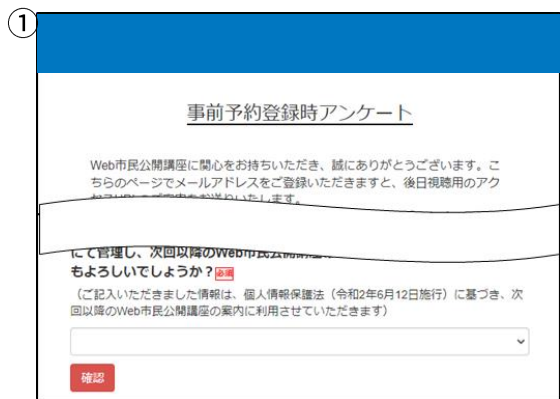 ①
事前予約登録時アンケート
Web市民公開講座に関心をお持ちいただき、誠にありがとうございます。こ
ちらのページでメールアドレスをご登録いただきますと、後日視聴用のアク
にて管理し、次回以降のWeb市民公開講座
もよろしいでしょうか？必須
（ご記入いただきました情報は、個人情報保護法（令和2年6月12日施行）に基づき、次
回以降のWeb市民公開講座の案内に利用させていただきます）
確認